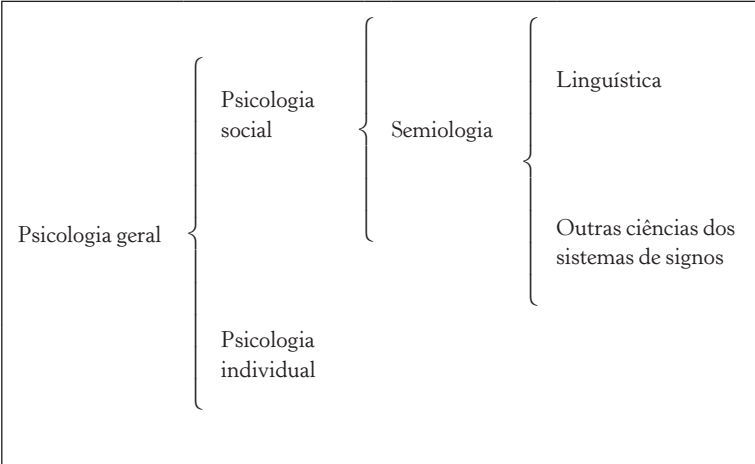 Psicologia geral
Psicologia
social
Psicologia
individual
Semiologia
Linguística
Outras ciências dos
sistemas de signos